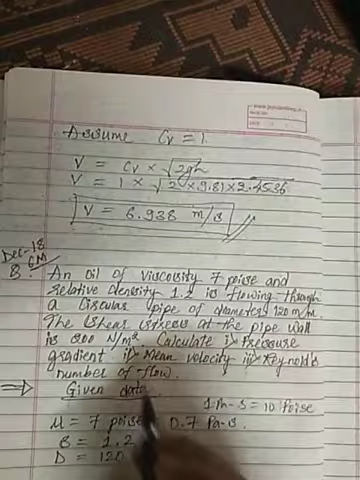 Assume Cv = 1.
V = Cv × √2gh
V = 1 × √2×9.81×2.4536
V = 6.938 m/s
Dec-18
6M
8. An oil of viscosity 7 poise and
relative density 1.2 is flowing through
a circular pipe of diameter 120 m/m.
The shear stress at the pipe wall
is 200 N/m². Calculate i> Pressure
gradient ii> Mean velocity iii> Reynold's
number of flow.
⇒ Given data
1 Pa-S = 10 Poise
μ = 7 poise = 0.7 Pa-s.
= 1.2
D = 120